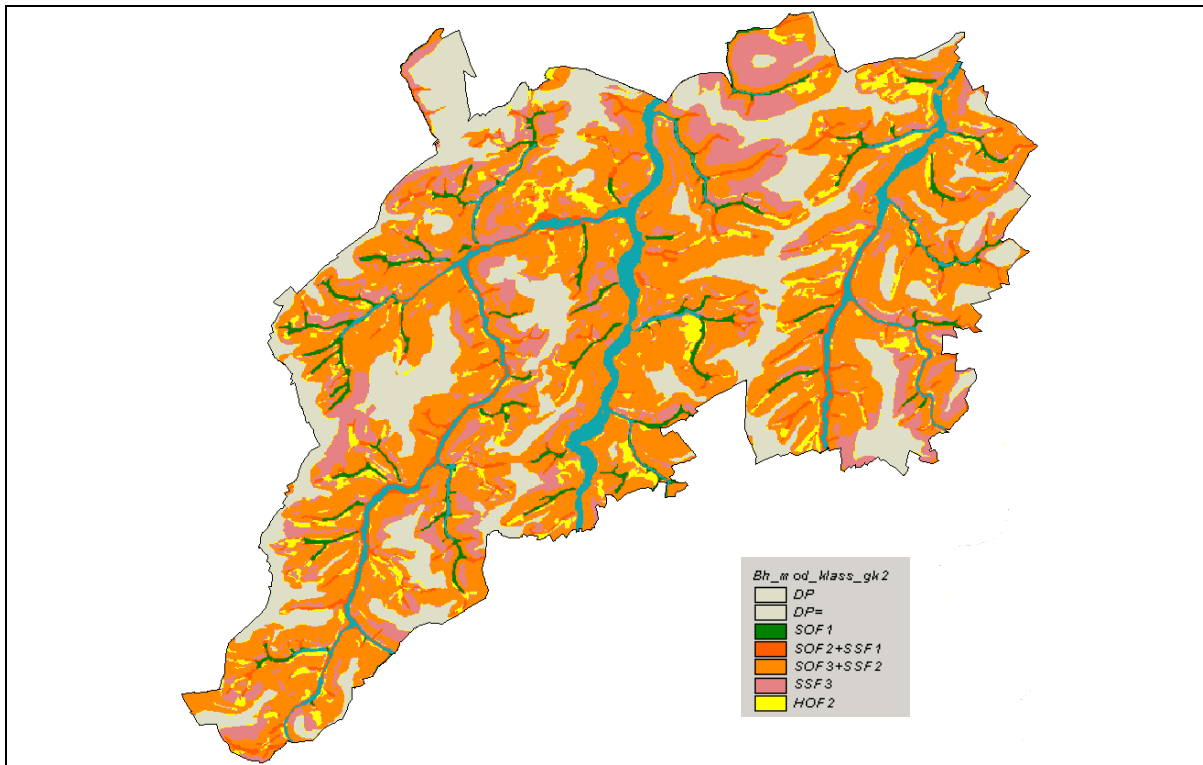 Bh_mod_klass_gk2
DP
DP=
SOF1
SOF2+SSF1
SOF3+SSF2
SSF3
HOF2